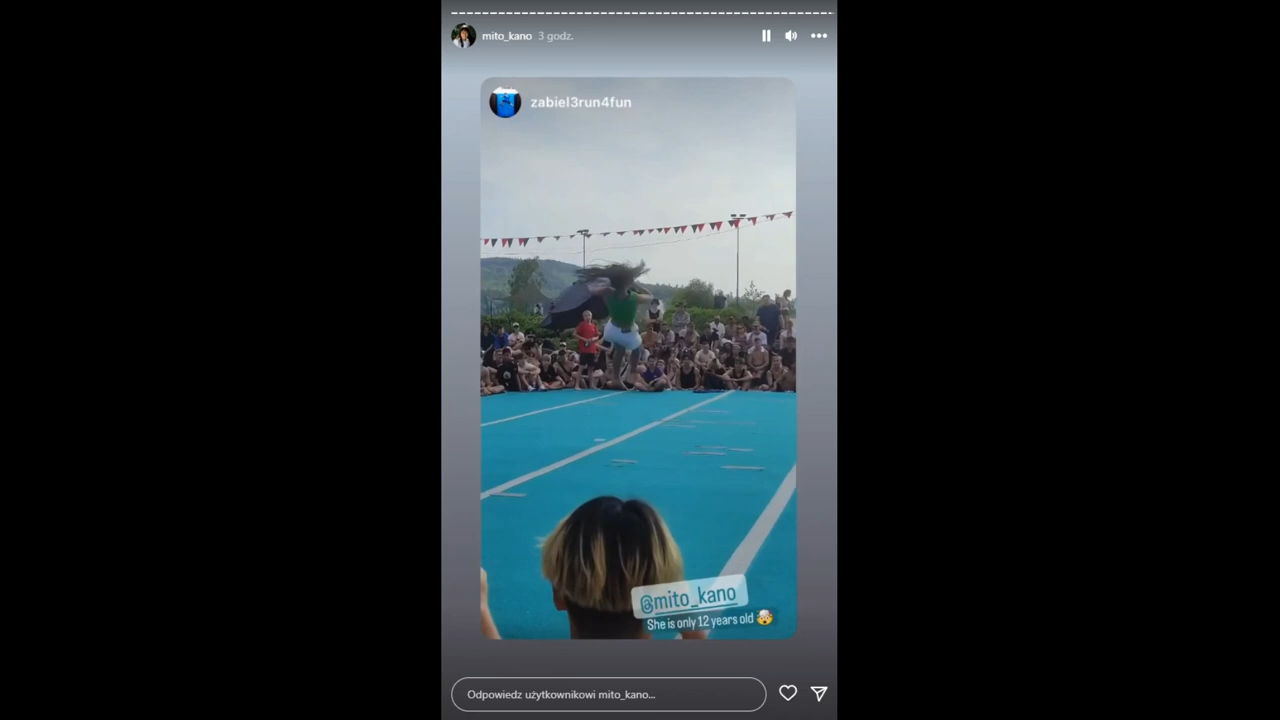 mito_kano 3 godz.
zabiel3run4fun
@mito_kano
She is only 12 years old 🤯
Odpowiedz użytkownikowi mito_kano...